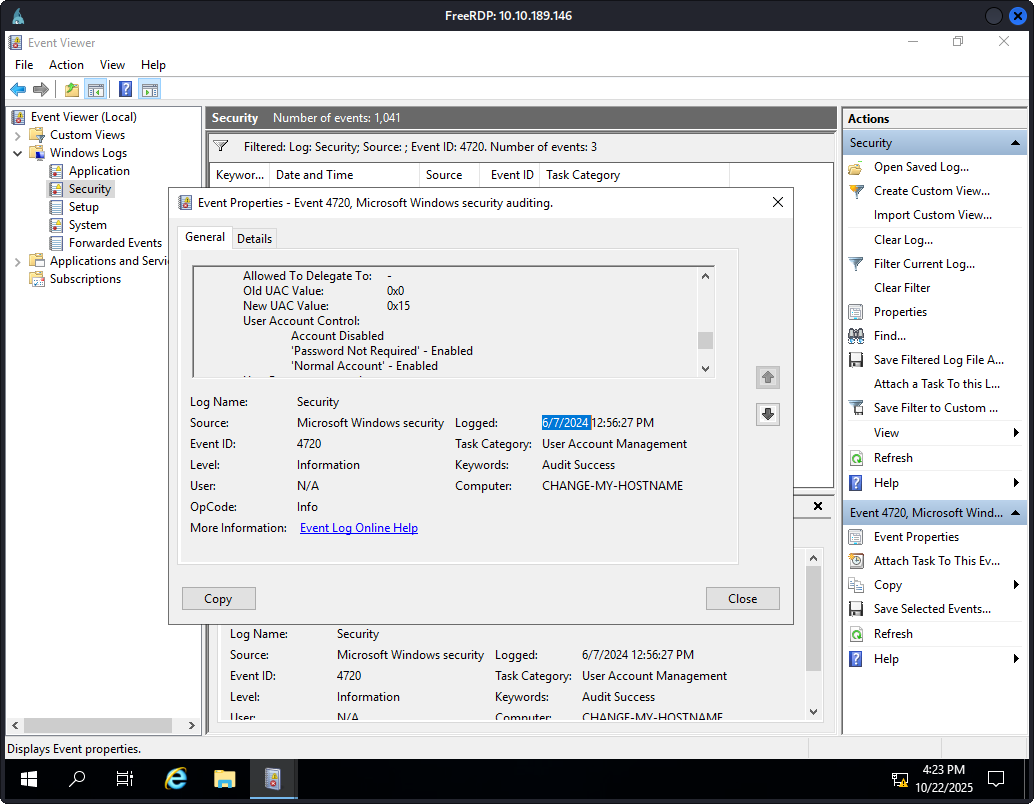 FreeRDP: 10.10.189.146
Event Viewer
File Action View Help
Event Viewer (Local)
Custom Views
Windows Logs
Application
Security
Setup
System
Forwarded Events
Applications and Servi
Subscriptions
Security Number of events: 1,041
Filtered: Log: Security; Source: ; Event ID: 4720. Number of events: 3
Keywor... Date and Time Source Event ID Task Category
Event Properties - Event 4720, Microsoft Windows security auditing.
General Details
Allowed To Delegate To: -
Old UAC Value: 0x0
New UAC Value: 0x15
User Account Control:
Account Disabled
'Password Not Required' - Enabled
'Normal Account' - Enabled
Log Name: Security
Source: Microsoft Windows security Logged: 6/7/2024 12:56:27 PM
Event ID: 4720 Task Category: User Account Management
Level: Information Keywords: Audit Success
User: N/A Computer: CHANGE-MY-HOSTNAME
OpCode: Info
More Information: Event Log Online Help
Copy Close
Log Name: Security
Source: Microsoft Windows security Logged: 6/7/2024 12:56:27 PM
Event ID: 4720 Task Category: User Account Management
Level: Information Keywords: Audit Success
User: N/A Computer: CHANGE-MY-HOSTNAME
Actions
Security
Open Saved Log...
Create Custom View...
Import Custom View...
Clear Log...
Filter Current Log...
Clear Filter
Properties
Find...
Save Filtered Log File A...
Attach a Task To this L...
Save Filter to Custom ...
View
Refresh
Help
Event 4720, Microsoft Wind...
Event Properties
Attach Task To This Ev...
Copy
Save Selected Events...
Refresh
Help
Displays Event properties.
4:23 PM
10/22/2025